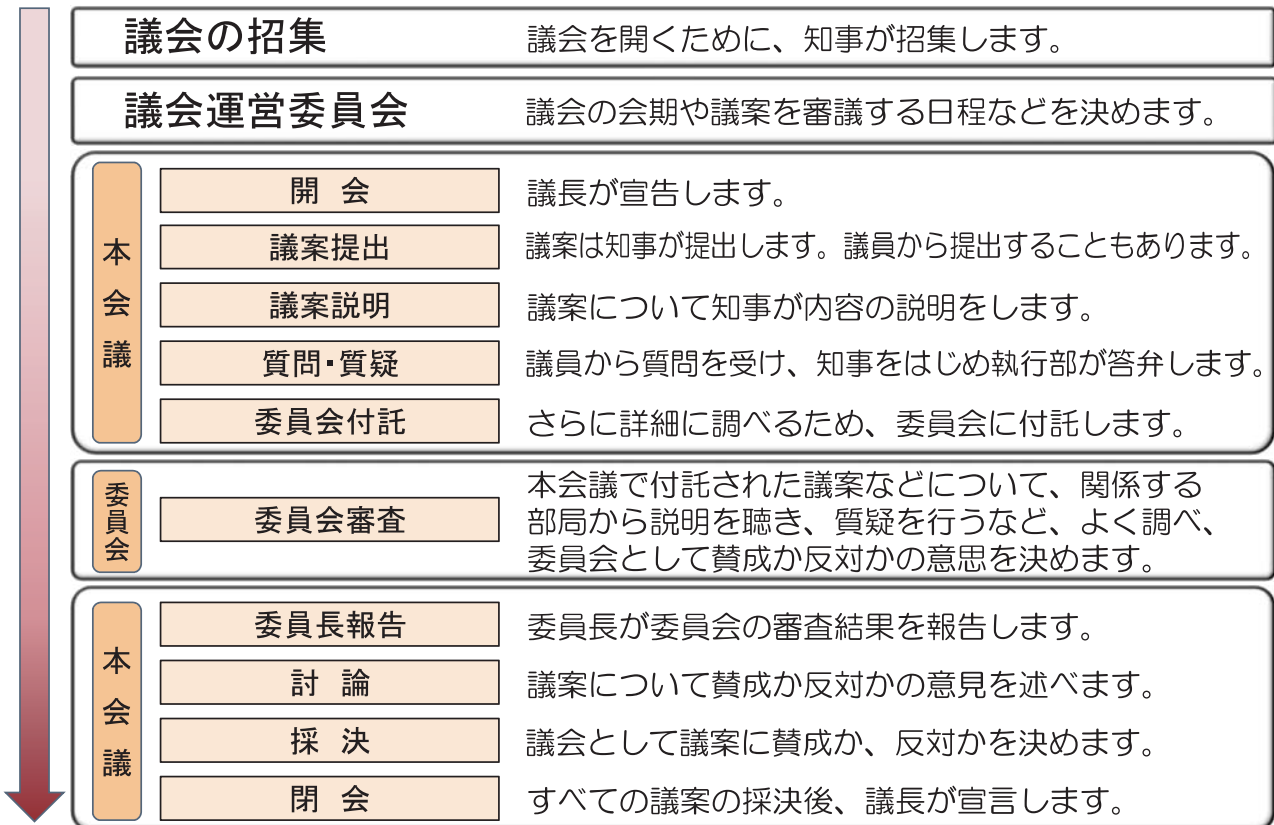 議会の招集 議会を開くために、知事が招集します。
議会運営委員会 議会の会期や議案を審議する日程などを決めます。
本会議
開会 議長が宣告します。
議案提出 議案は知事が提出します。議員から提出することもあります。
議案説明 議案について知事が内容の説明をします。
質問・質疑 議員から質問を受け、知事をはじめ執行部が答弁します。
委員会付託 さらに詳細に調べるため、委員会に付託します。
委員会
委員会審査
本会議で付託された議案などについて、関係する
部局から説明を聴き、質疑を行うなど、よく調べ、
委員会として賛成か反対かの意思を決めます。
本会議
委員長報告 委員長が委員会の審査結果を報告します。
討論 議案について賛成か反対かの意見を述べます。
採決 議会として議案に賛成か、反対かを決めます。
閉会 すべての議案の採決後、議長が宣言します。